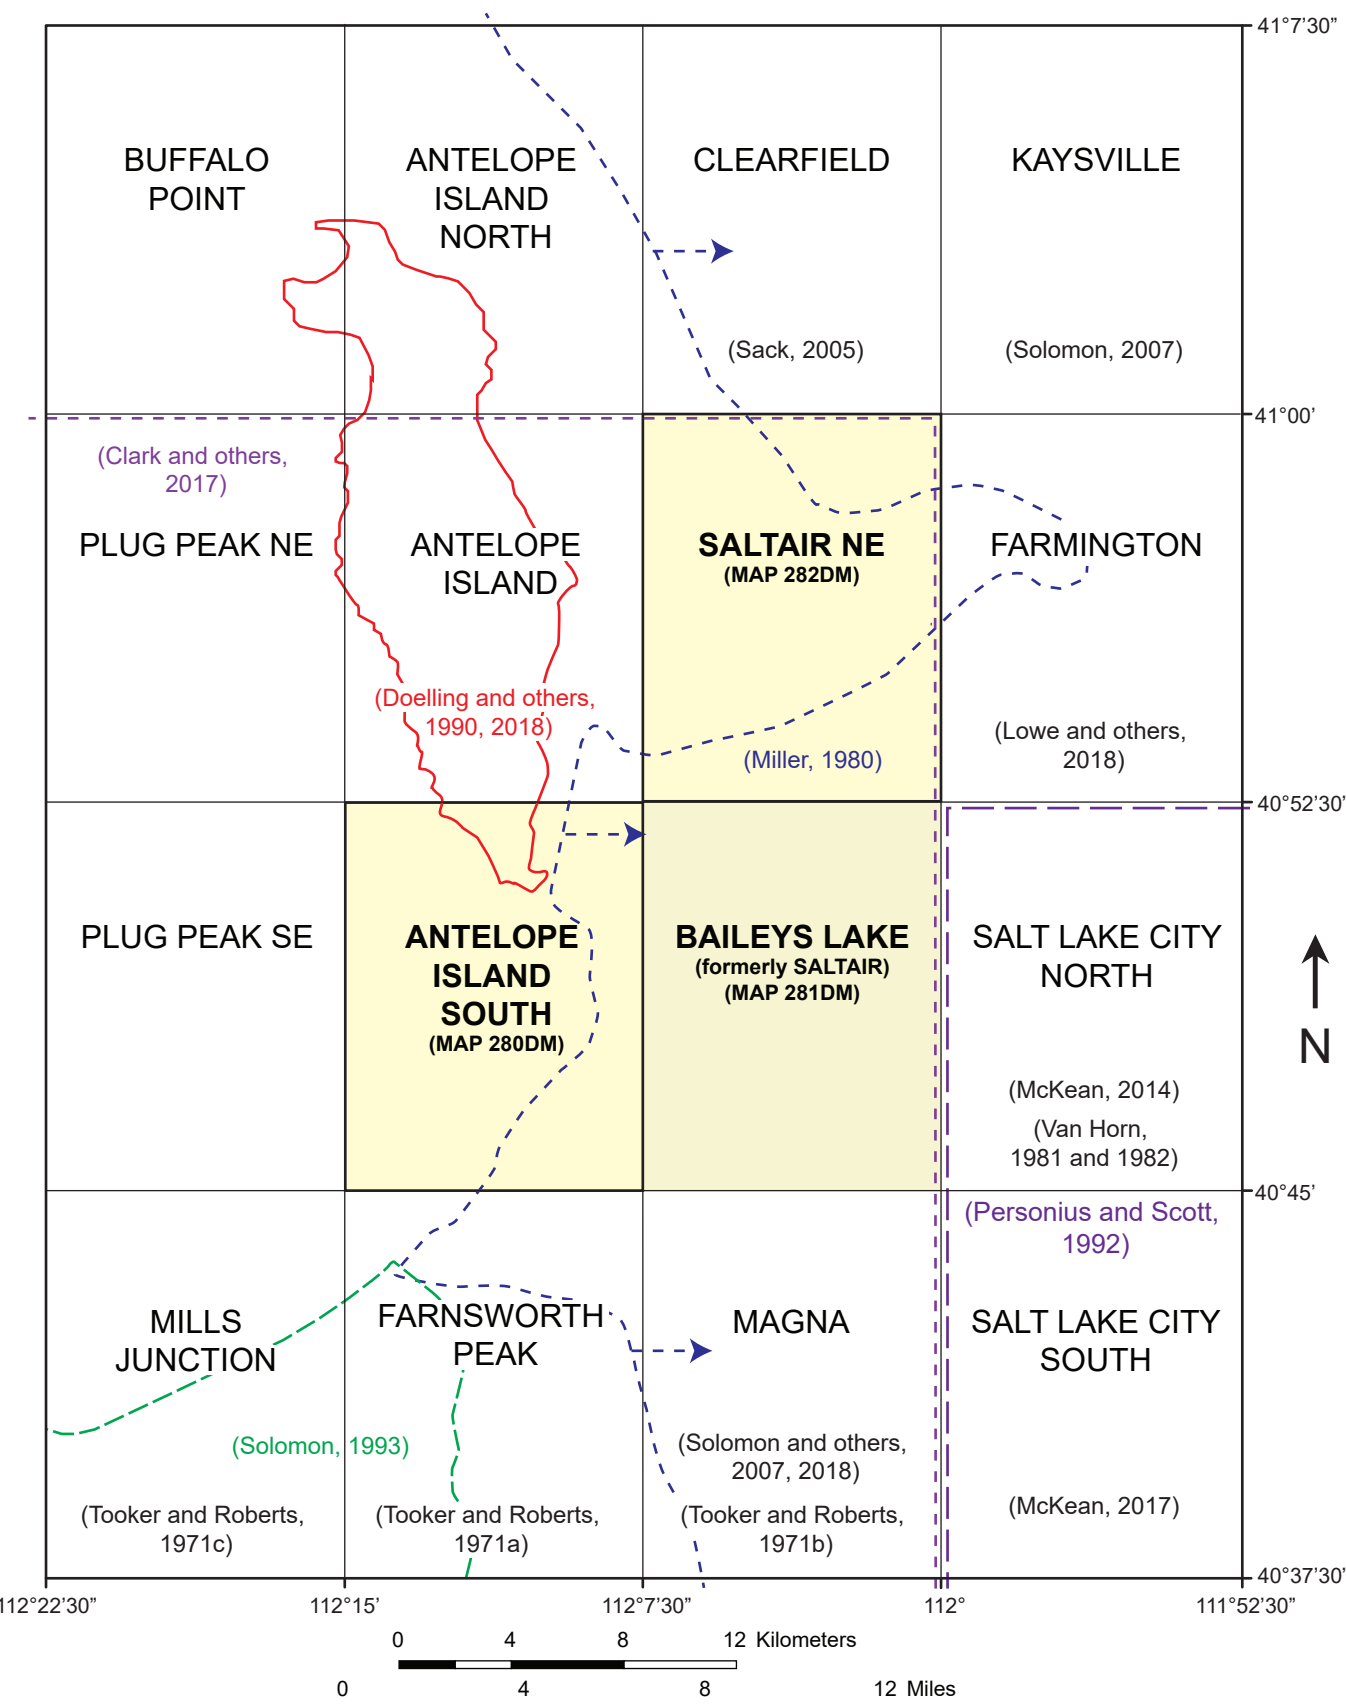 41°7’30”
BUFFALO
POINT
ANTELOPE
ISLAND
NORTH
CLEARFIELD
KAYSVILLE
(Sack, 2005)
(Solomon, 2007)
41°00’
(Clark and others,
2017)
PLUG PEAK NE
ANTELOPE
ISLAND
SALTAIR NE
(MAP 282DM)
FARMINGTON
(Doelling and others,
1990, 2018)
(Miller, 1980)
(Lowe and others,
2018)
40°52’30’
PLUG PEAK SE
ANTELOPE
ISLAND
SOUTH
(MAP 280DM)
BAILEYS LAKE
(formerly SALTAIR)
(MAP 281DM)
SALT LAKE CITY
NORTH
N
(McKean, 2014)
(Van Horn,
1981 and 1982)
40°45’
(Personius and Scott,
1992)
MILLS
JUNCTION
FARNSWORTH
PEAK
MAGNA
SALT LAKE CITY
SOUTH
(Solomon, 1993)
(Solomon and others,
2007, 2018)
(Tooker and Roberts,
1971c)
(Tooker and Roberts,
1971a)
(Tooker and Roberts,
1971b)
(McKean, 2017)
40°37’30’
112°22’30” 112°15’ 112°7’30” 112° 111°52’30”
0 4 8 12 Kilometers
0 4 8 12 Miles